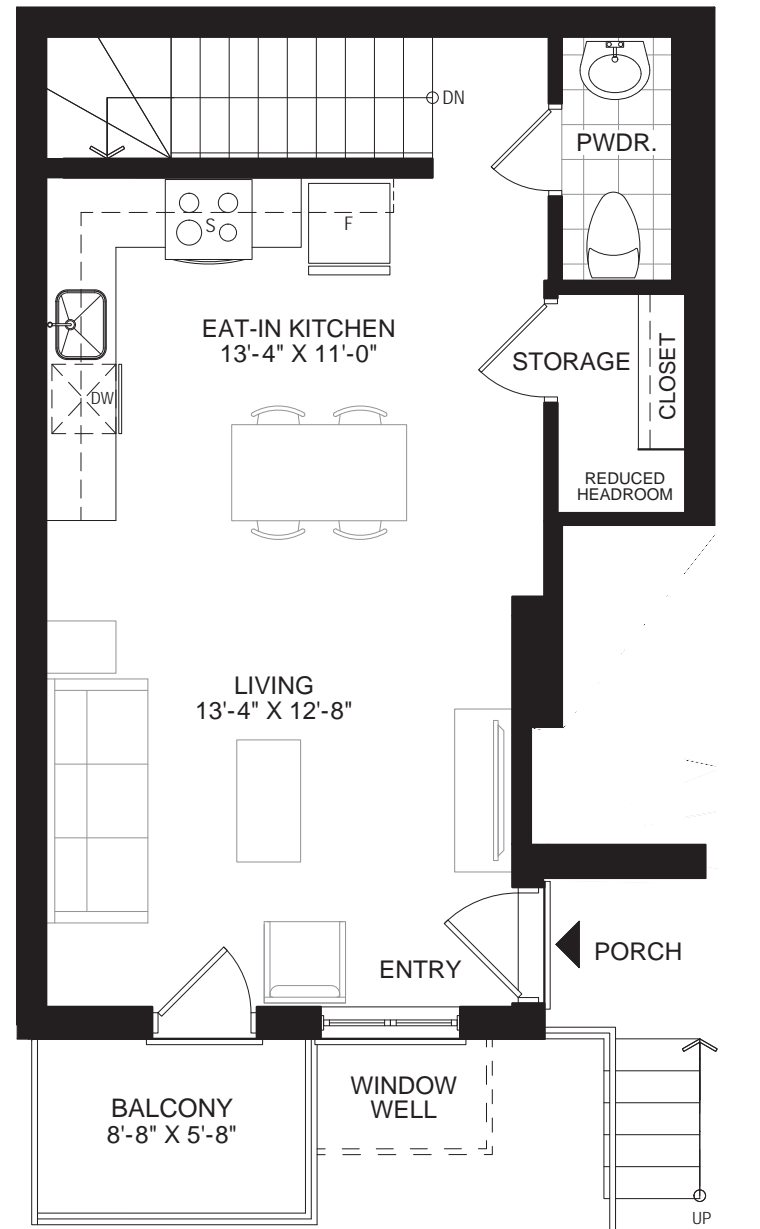 DN
PWDR.
S
F
EAT-IN KITCHEN
13'-4" X 11'-0"
STORAGE
CLOSET
DW
REDUCED
HEADROOM
LIVING
13'-4" X 12'-8"
ENTRY
PORCH
BALCONY
8'-8" X 5'-8"
WINDOW
WELL
UP